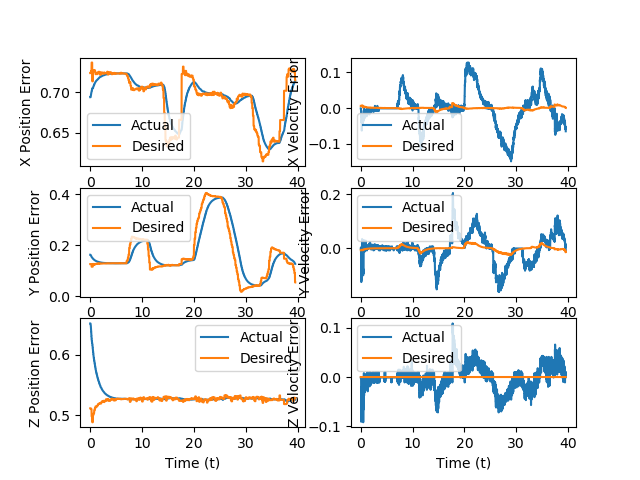 X Position Error
0.70
0.65
0 10 20 30 40
Actual
Desired
X Velocity Error
0.1
0.0
−0.1
0 10 20 30 40
Actual
Desired
Y Position Error
0.4
0.2
0.0
0 10 20 30 40
Actual
Desired
Y Velocity Error
0.2
0.0
0 10 20 30 40
Actual
Desired
Z Position Error
0.6
0.5
0 10 20 30 40
Time (t)
Actual
Desired
Z Velocity Error
0.1
0.0
−0.1
0 10 20 30 40
Time (t)
Actual
Desired